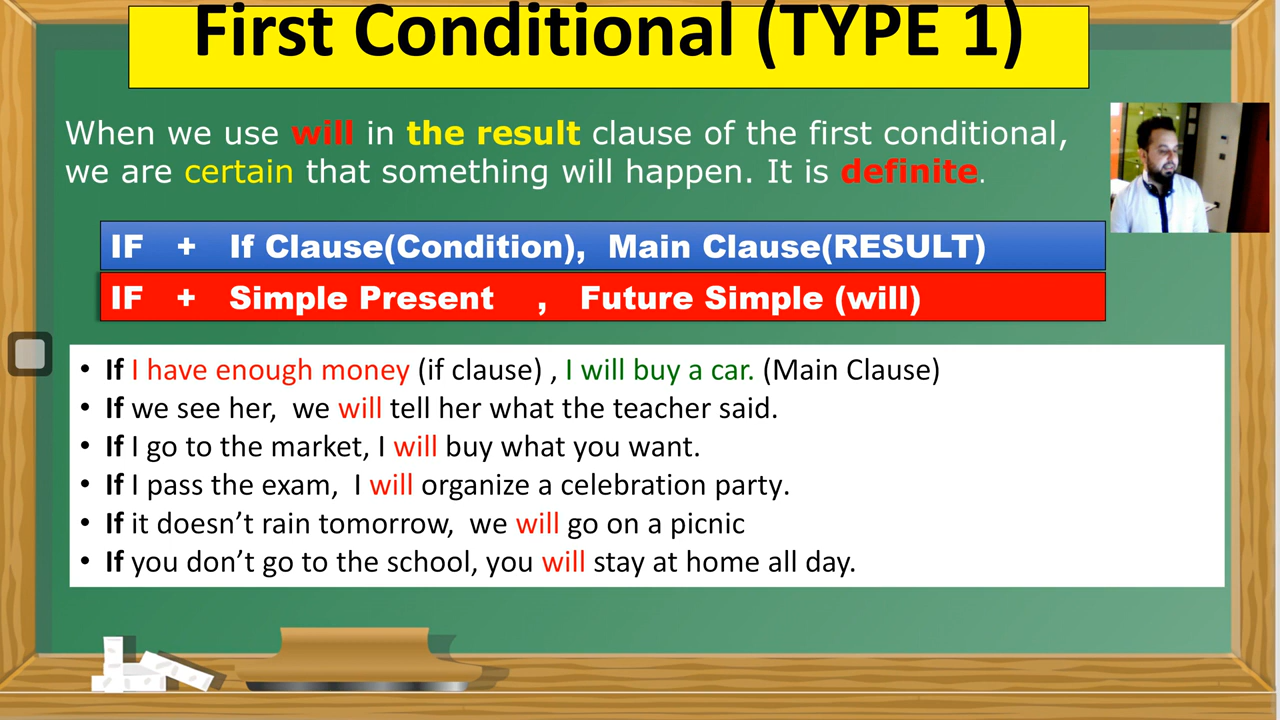 First Conditional (TYPE 1)
When we use will in the result clause of the first conditional,
we are certain that something will happen. It is definite.
IF + If Clause(Condition), Main Clause(RESULT)
IF + Simple Present , Future Simple (will)
• If I have enough money (if clause) , I will buy a car. (Main Clause)
• If we see her, we will tell her what the teacher said.
• If I go to the market, I will buy what you want.
• If I pass the exam, I will organize a celebration party.
• If it doesn’t rain tomorrow, we will go on a picnic
• If you don’t go to the school, you will stay at home all day.